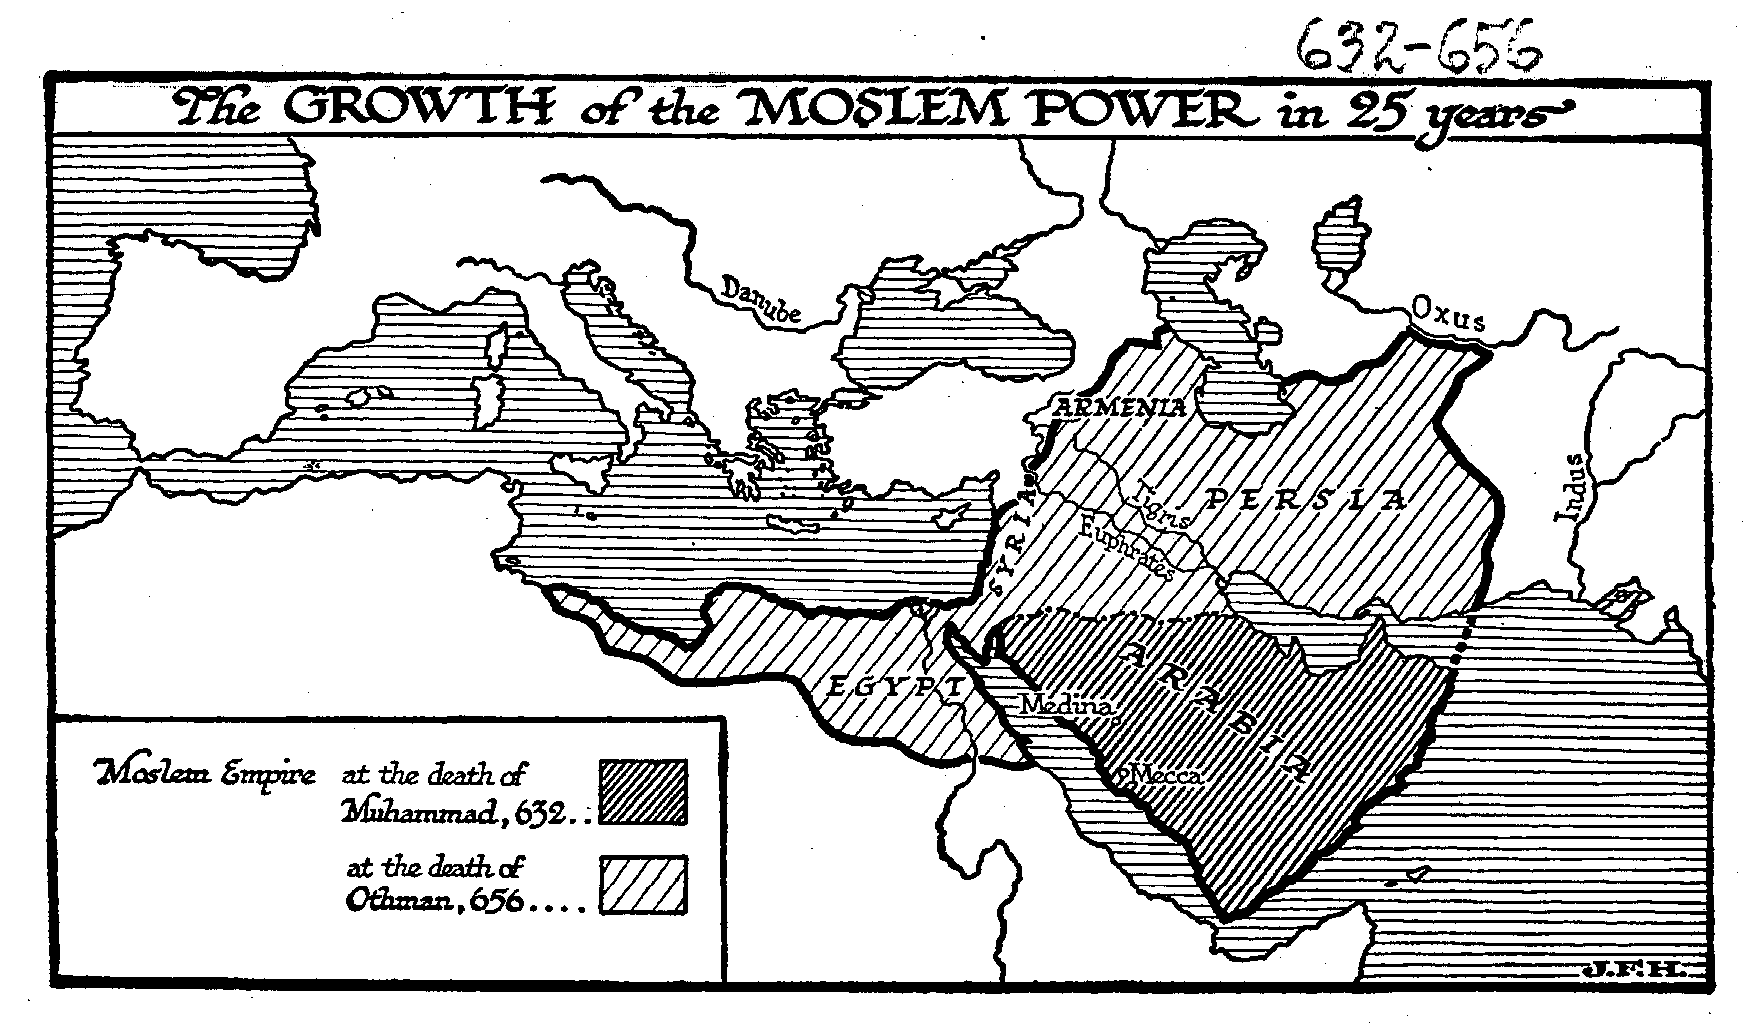 632-656
The GROWTH of the MOSLEM POWER in 25 years
Danube
Oxus
ARMENIA
Indus
Tigris
PERSIA
SYRIA
Euphrates
ARABIA
EGYPT
Medina
Mecca
Moslem Empire at the death of
Muhammad, 632..
at the death of
Othman, 656....
J.F.H.